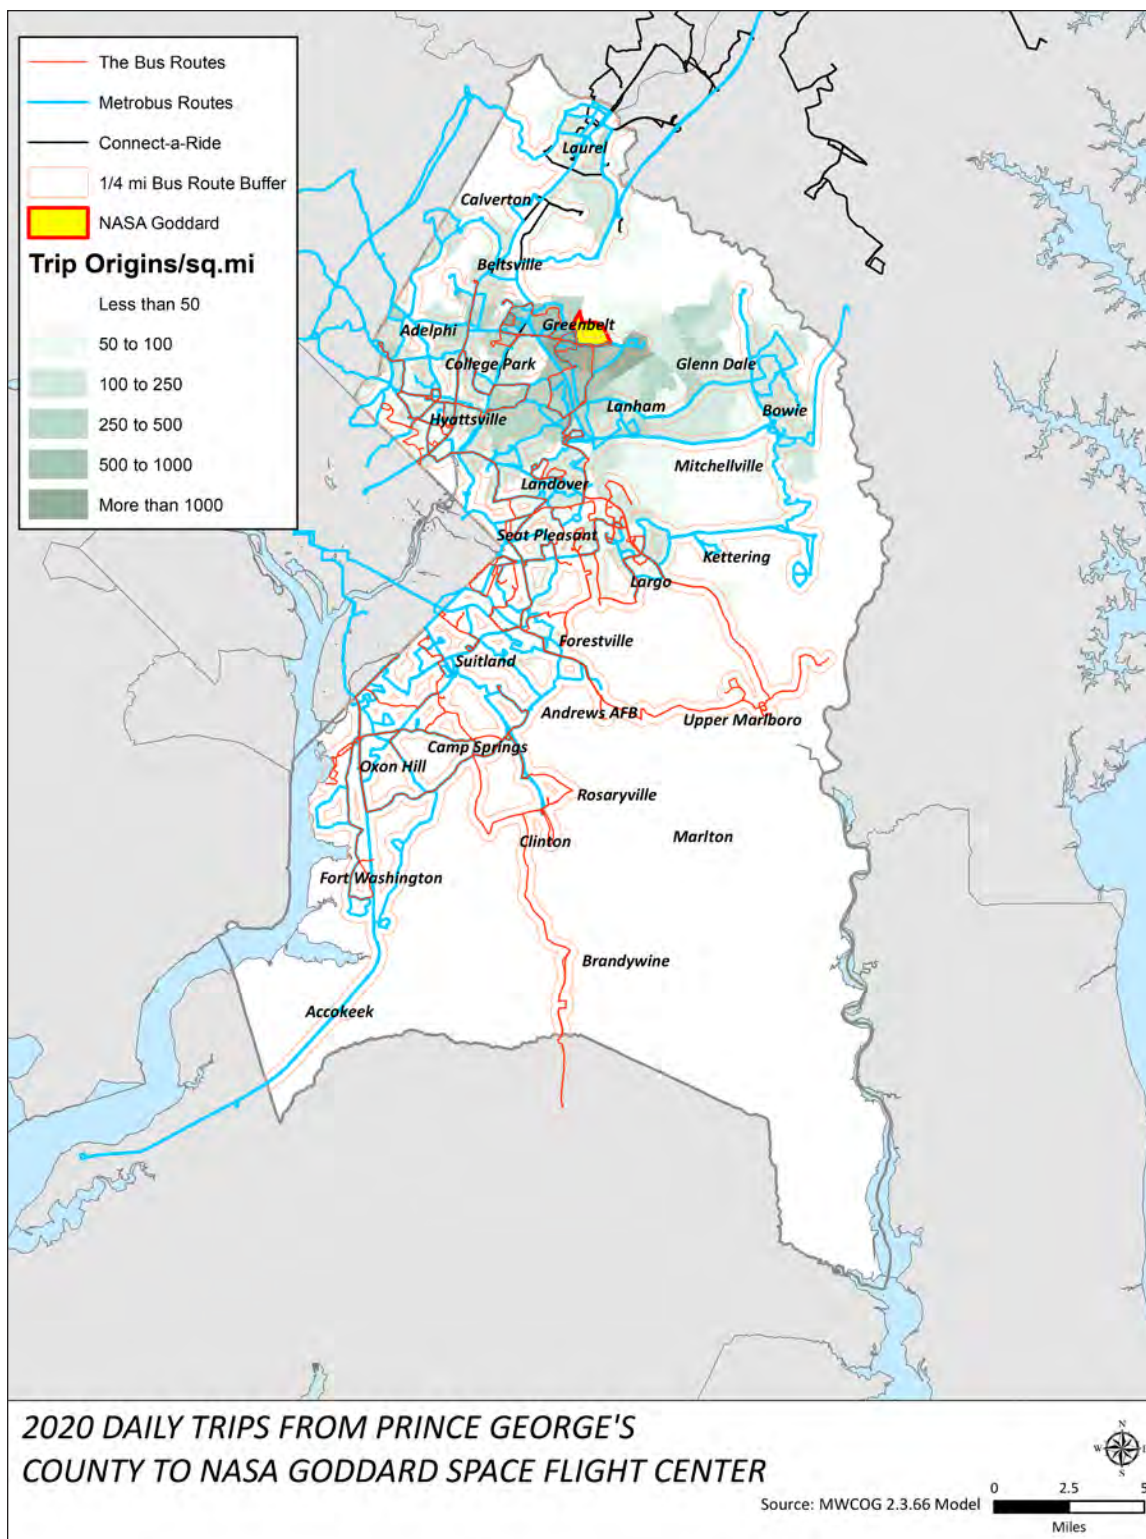 The Bus Routes
Metrobus Routes
Connect-a-Ride
1/4 mi Bus Route Buffer
NASA Goddard
Trip Origins/sq.mi
Less than 50
50 to 100
100 to 250
250 to 500
500 to 1000
More than 1000
Laurel
Calverton
Beltsville
Greenbelt
Adelphi
College Park
Glenn Dale
Lanham
Bowie
Hyattsville
Mitchellville
Landover
Seat Pleasant
Kettering
Largo
Forestville
Suitland
Andrews AFB
Upper Marlboro
Camp Springs
Oxon Hill
Rosaryville
Marlton
Clinton
Fort Washington
Brandywine
Accokeek
2020 DAILY TRIPS FROM PRINCE GEORGE'S
COUNTY TO NASA GODDARD SPACE FLIGHT CENTER
N
W
S
Source: MWCOG 2.3.66 Model
0 2.5 5
Miles